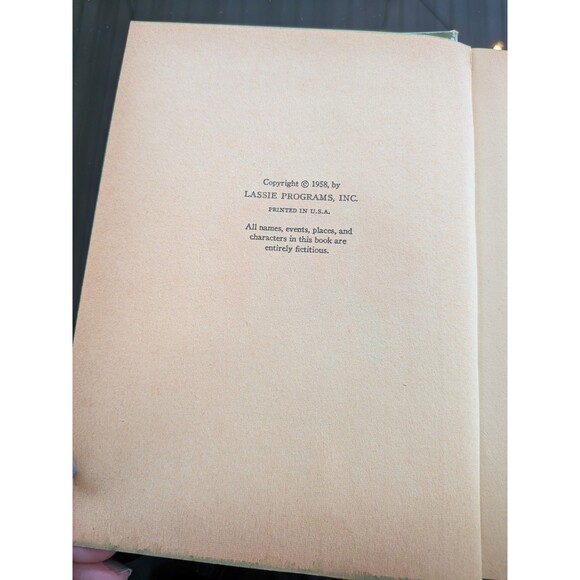 Copyright © 1958, by
LASSIE PROGRAMS, INC.
PRINTED IN U.S.A.
All names, events, places, and
characters in this book are
entirely fictitious.